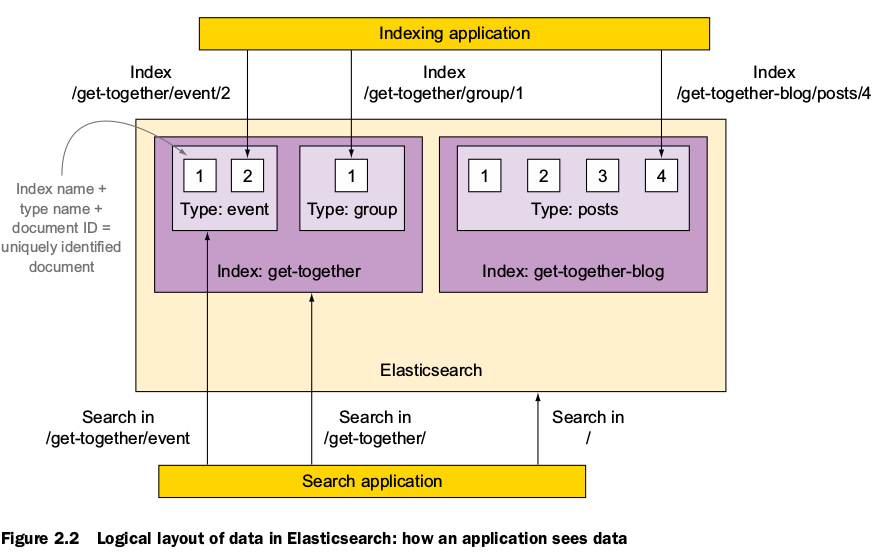 Indexing application
Index
/get-together/event/2
Index
/get-together/group/1
Index
/get-together-blog/posts/4
Index name +
type name +
document ID =
uniquely identified
document
1
2
Type: event
1
Type: group
Index: get-together
1
2
3
4
Type: posts
Index: get-together-blog
Elasticsearch
Search in
/get-together/event
Search in
/get-together/
Search in
/
Search application
Figure 2.2 Logical layout of data in Elasticsearch: how an application sees data